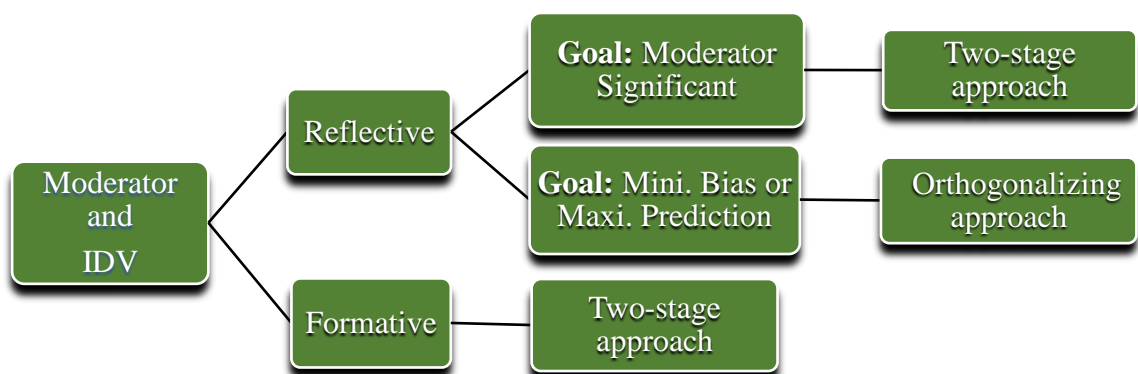 Moderator
and
IDV
Reflective
Goal: Moderator
Significant
Two-stage
approach
Goal: Mini. Bias or
Maxi. Prediction
Orthogonalizing
approach
Formative
Two-stage
approach